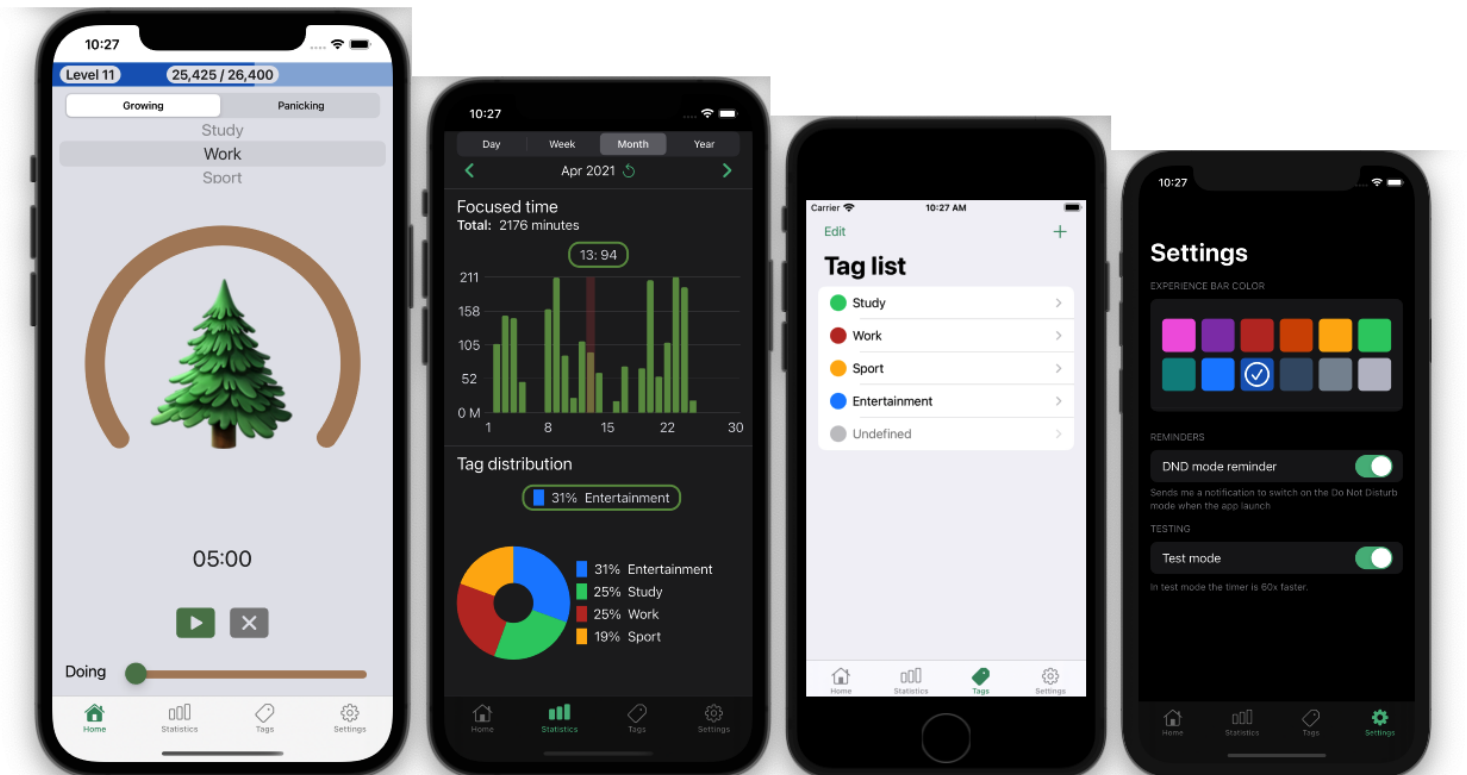 10:27
Level 11 25,425 / 26,400
Growing Panicking
Study
Work
Sport
05:00
Doing
Home Statistics Tags Settings
10:27
Day Week Month Year
Apr 2021
Focused time
Total: 2176 minutes
13: 94
211
158
105
52
0 M
1 8 15 22 30
Tag distribution
31% Entertainment
31% Entertainment
25% Study
25% Work
19% Sport
Home Statistics Tags Settings
Carrier 10:27 AM
Edit +
Tag list
Study
Work
Sport
Entertainment
Undefined
Home Statistics Tags Settings
10:27
Settings
EXPERIENCE BAR COLOR
REMINDERS
DND mode reminder
Sends me a notification to switch on the Do Not Disturb
mode when the app launch
TESTING
Test mode
In test mode the timer is 60x faster.
Home Statistics Tags Settings